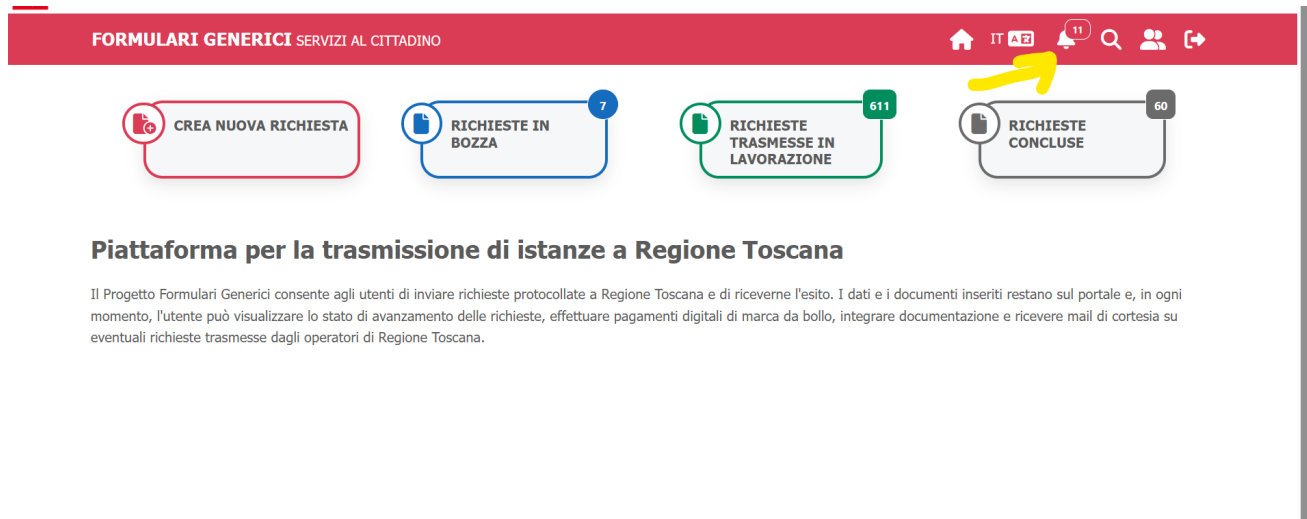 FORMULARI GENERICI SERVIZI AL CITTADINO
IT
11
CREA NUOVA RICHIESTA
7
RICHIESTE IN
BOZZA
611
RICHIESTE
TRASMESSE IN
LAVORAZIONE
60
RICHIESTE
CONCLUSE
Piattaforma per la trasmissione di istanze a Regione Toscana
Il Progetto Formulari Generici consente agli utenti di inviare richieste protocollate a Regione Toscana e di riceverne l'esito. I dati e i documenti inseriti restano sul portale e, in ogni
momento, l'utente può visualizzare lo stato di avanzamento delle richieste, effettuare pagamenti digitali di marca da bollo, integrare documentazione e ricevere mail di cortesia su
eventuali richieste trasmesse dagli operatori di Regione Toscana.